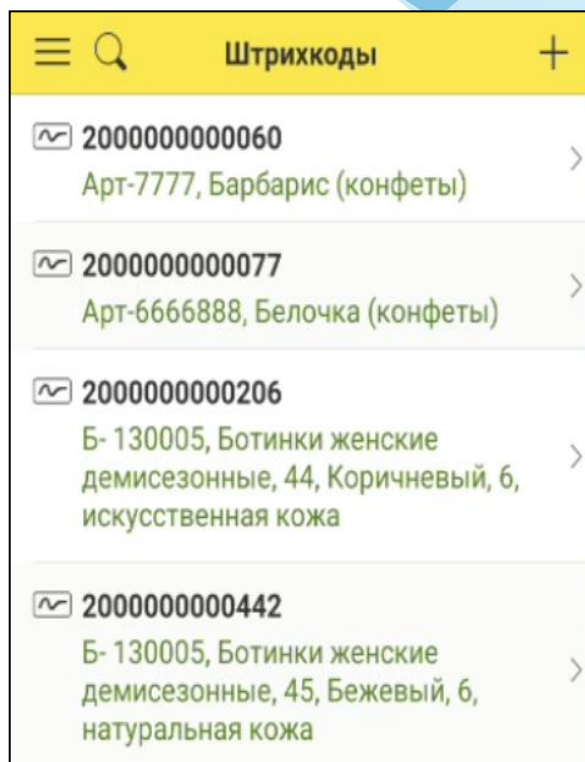 Штрихкоды
2000000000060
Арт-7777, Барбарис (конфеты)
2000000000077
Арт-6666888, Белочка (конфеты)
2000000000206
Б- 130005, Ботинки женские
демисезонные, 44, Коричневый, 6,
искусственная кожа
2000000000442
Б- 130005, Ботинки женские
демисезонные, 45, Бежевый, 6,
натуральная кожа